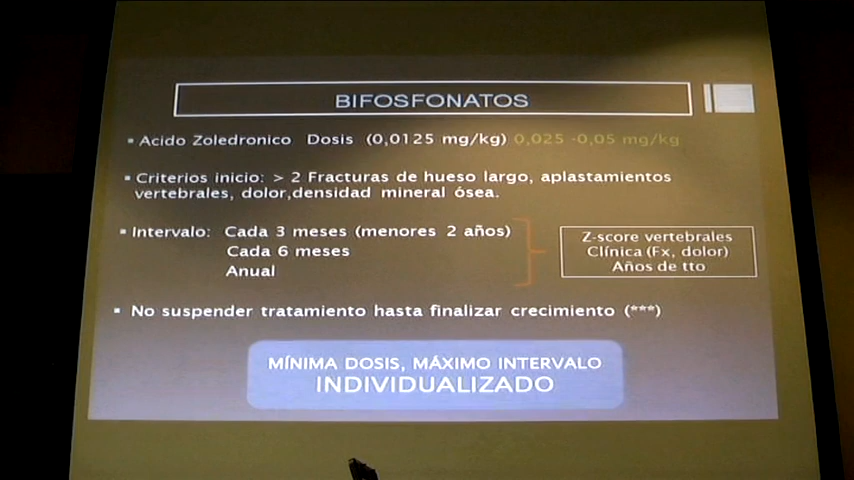 BIFOSFONATOS
▪ Acido Zoledronico Dosis (0,0125 mg/kg) 0,025 -0,05 mg/kg
▪ Criterios inicio: > 2 Fracturas de hueso largo, aplastamientos
vertebrales, dolor,densidad mineral ósea.
▪ Intervalo: Cada 3 meses (menores 2 años)
Cada 6 meses
Anual
Z-score vertebrales
Clínica (Fx, dolor)
Años de tto
▪ No suspender tratamiento hasta finalizar crecimiento (***)
MÍNIMA DOSIS, MÁXIMO INTERVALO
INDIVIDUALIZADO